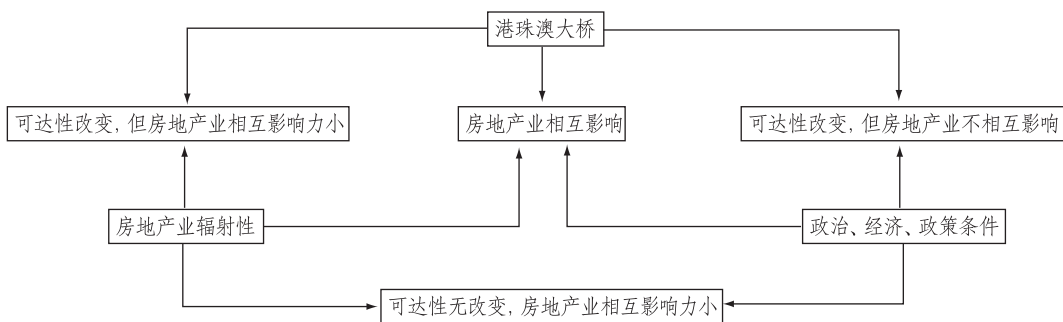 港珠澳大桥
可达性改变，但房地产业相互影响力小
房地产业相互影响
可达性改变，但房地产业不相互影响
房地产业辐射性
政治、经济、政策条件
可达性无改变，房地产业相互影响力小